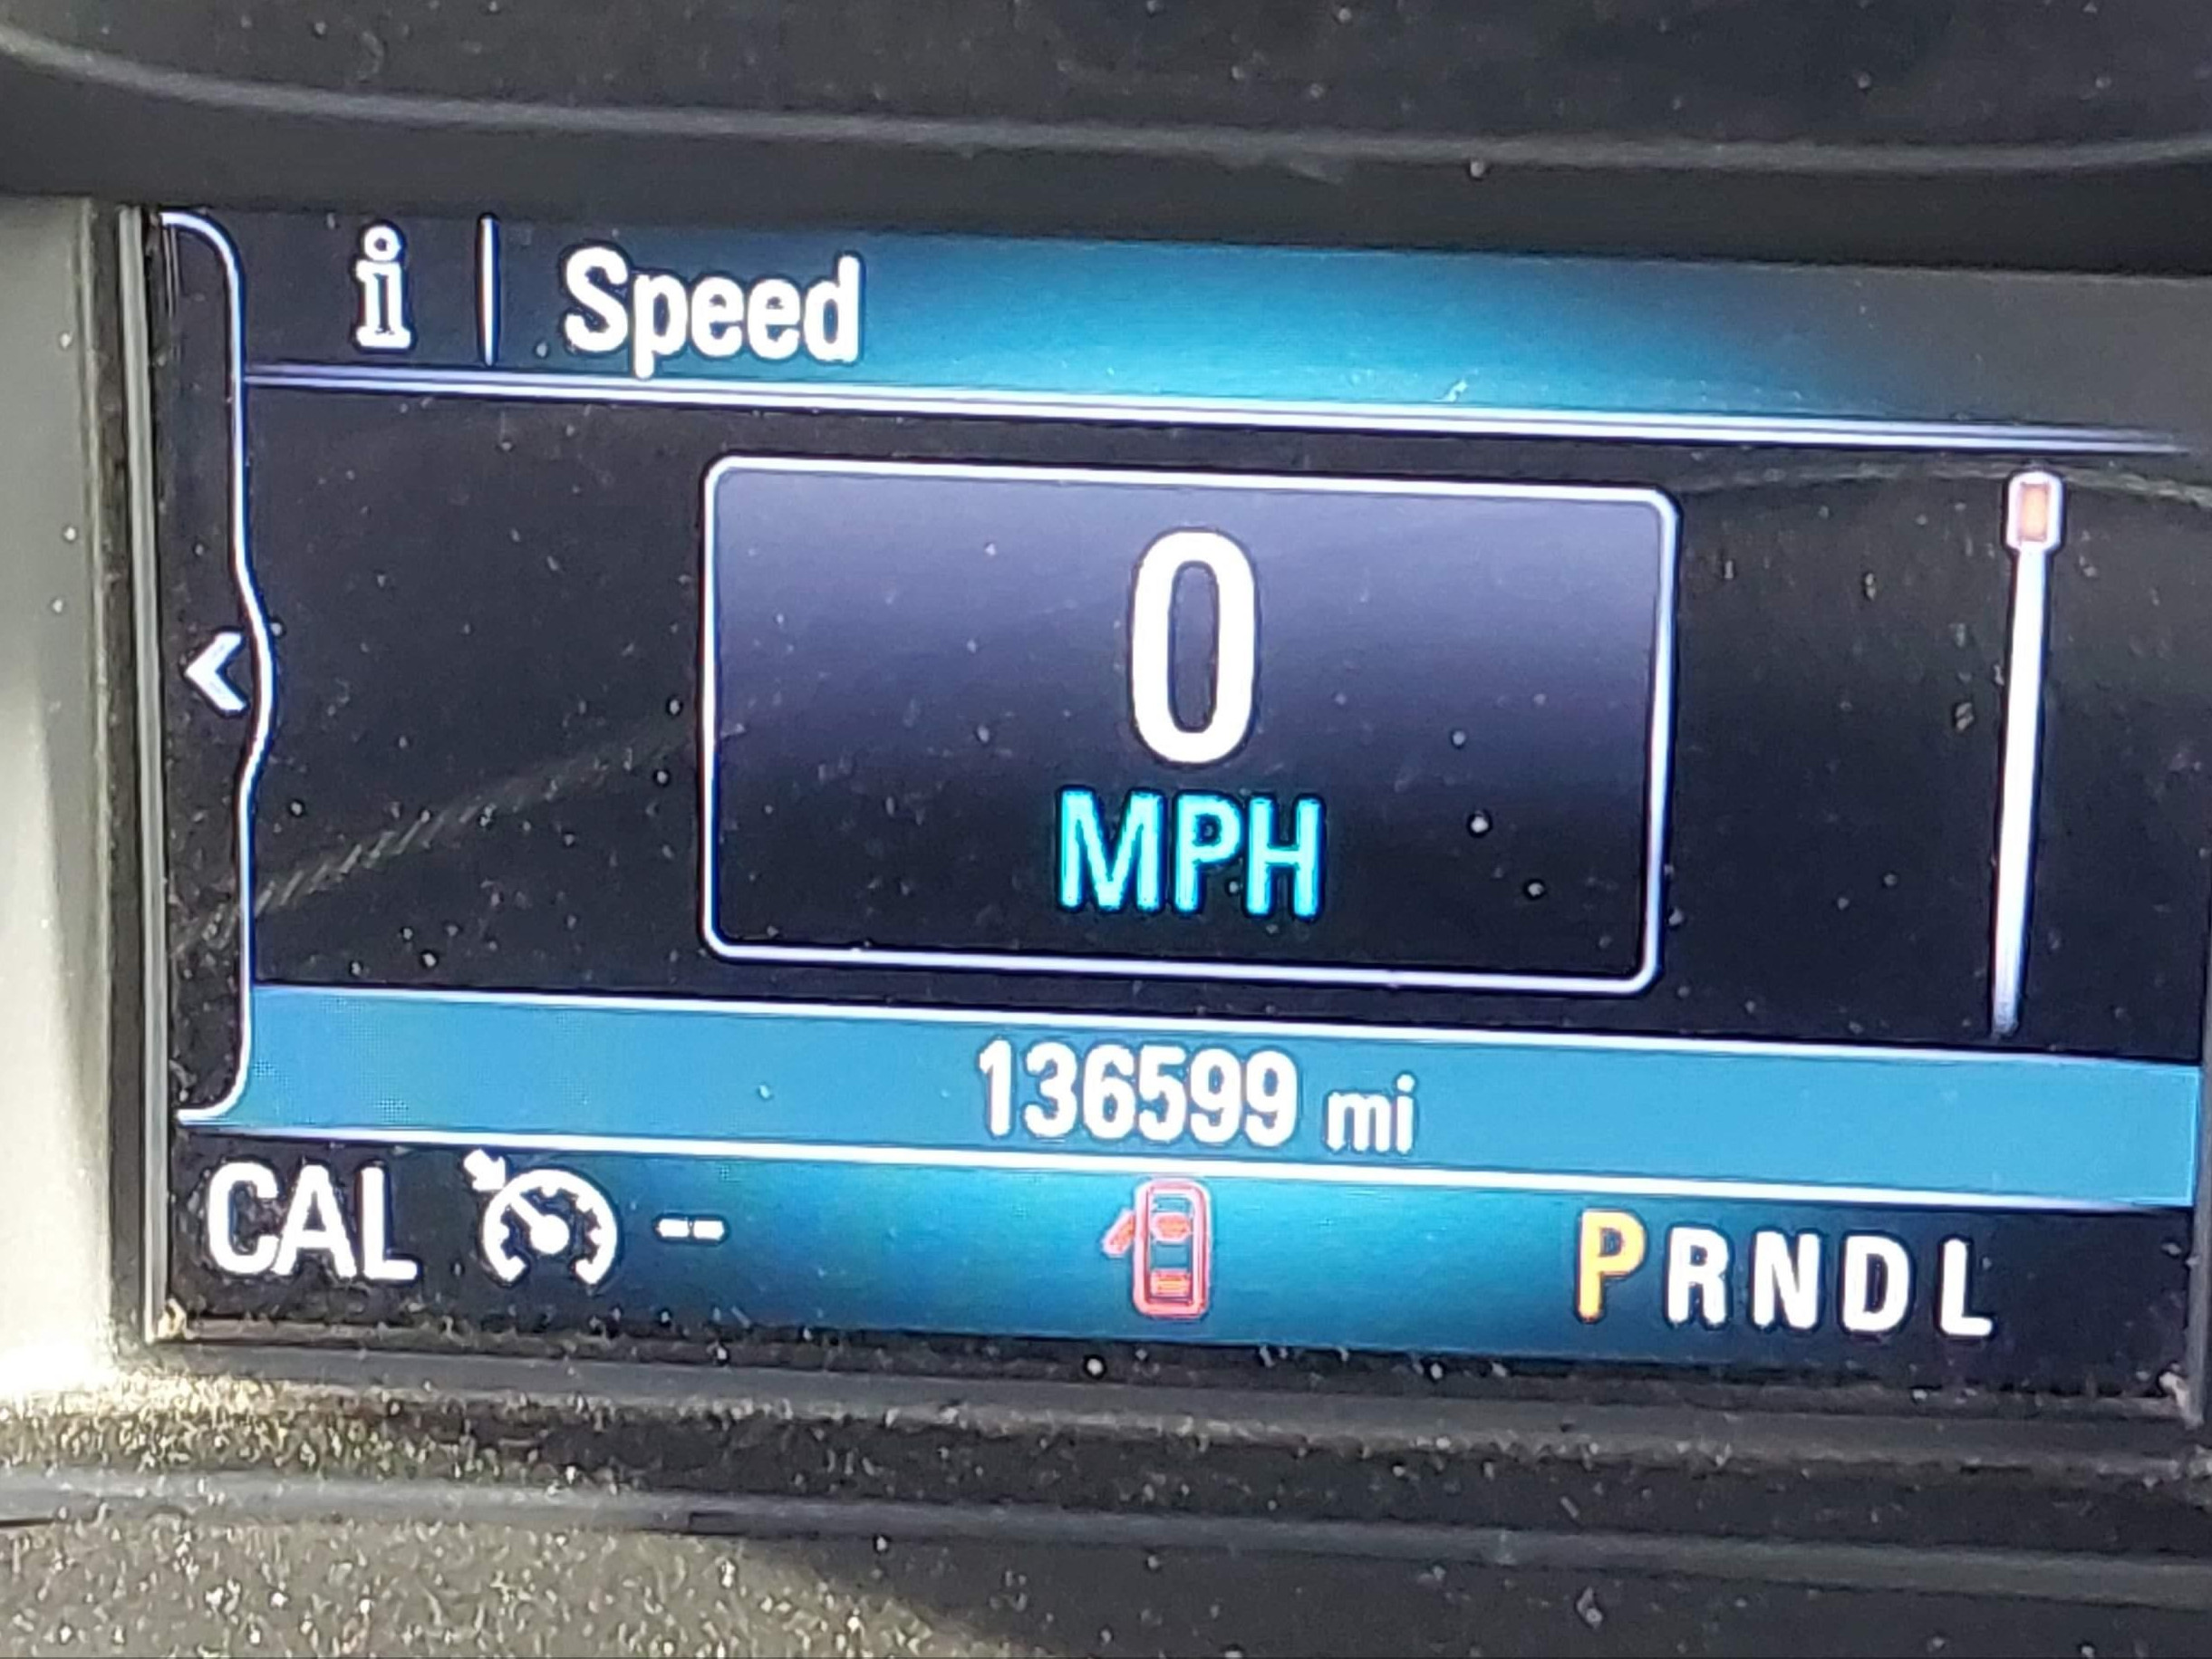 i | Speed
0
MPH
136599 mi
CAL -- PRNDL